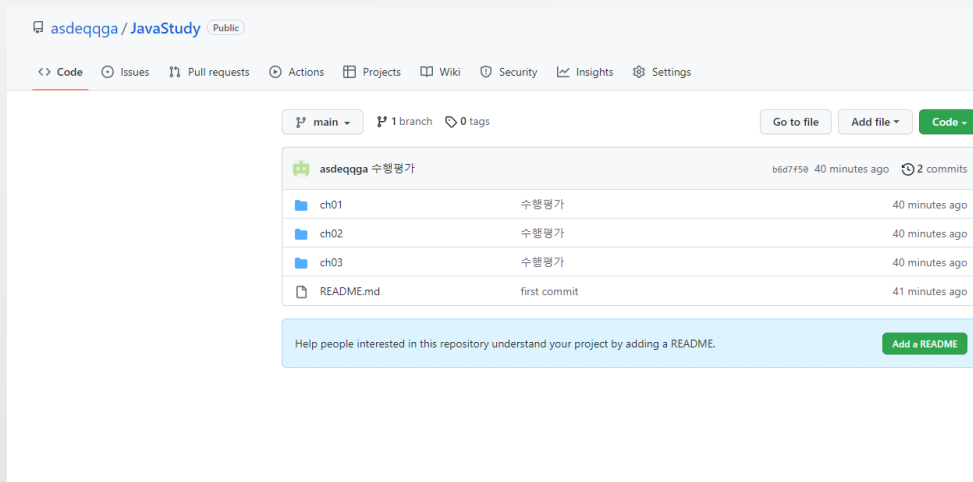 asdeqqga / JavaStudy Public
Code Issues Pull requests Actions Projects Wiki Security Insights Settings
main 1 branch 0 tags Go to file Add file Code
asdeqqga 수행평가 b6d7f50 40 minutes ago 2 commits
ch01 수행평가 40 minutes ago
ch02 수행평가 40 minutes ago
ch03 수행평가 40 minutes ago
README.md first commit 41 minutes ago
Help people interested in this repository understand your project by adding a README. Add a README